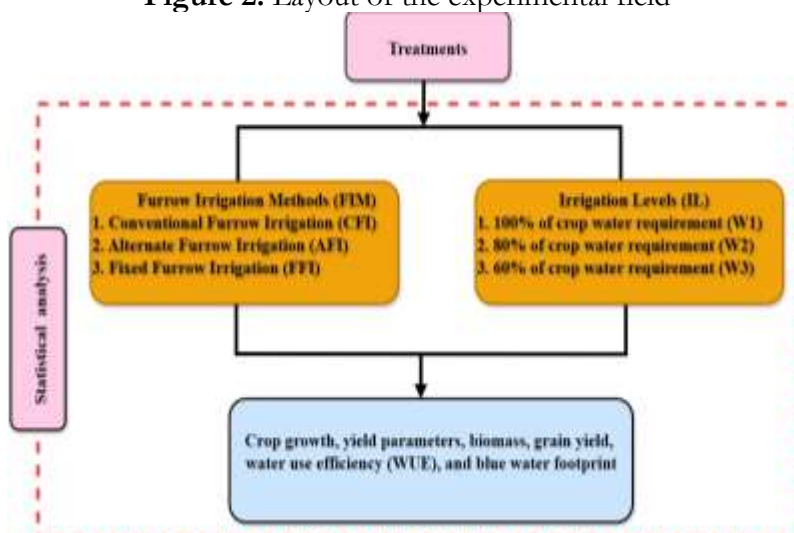 Figure 2. Layout of the experimental field
Treatments
Furrow Irrigation Methods (FIM)
1. Conventional Furrow Irrigation (CFI)
2. Alternate Furrow Irrigation (AFI)
3. Fixed Furrow Irrigation (FFI)
Irrigation Levels (IL)
1. 100% of crop water requirement (W1)
2. 80% of crop water requirement (W2)
3. 60% of crop water requirement (W3)
Statistical analysis
Crop growth, yield parameters, biomass, grain yield,
water use efficiency (WUE), and blue water footprint